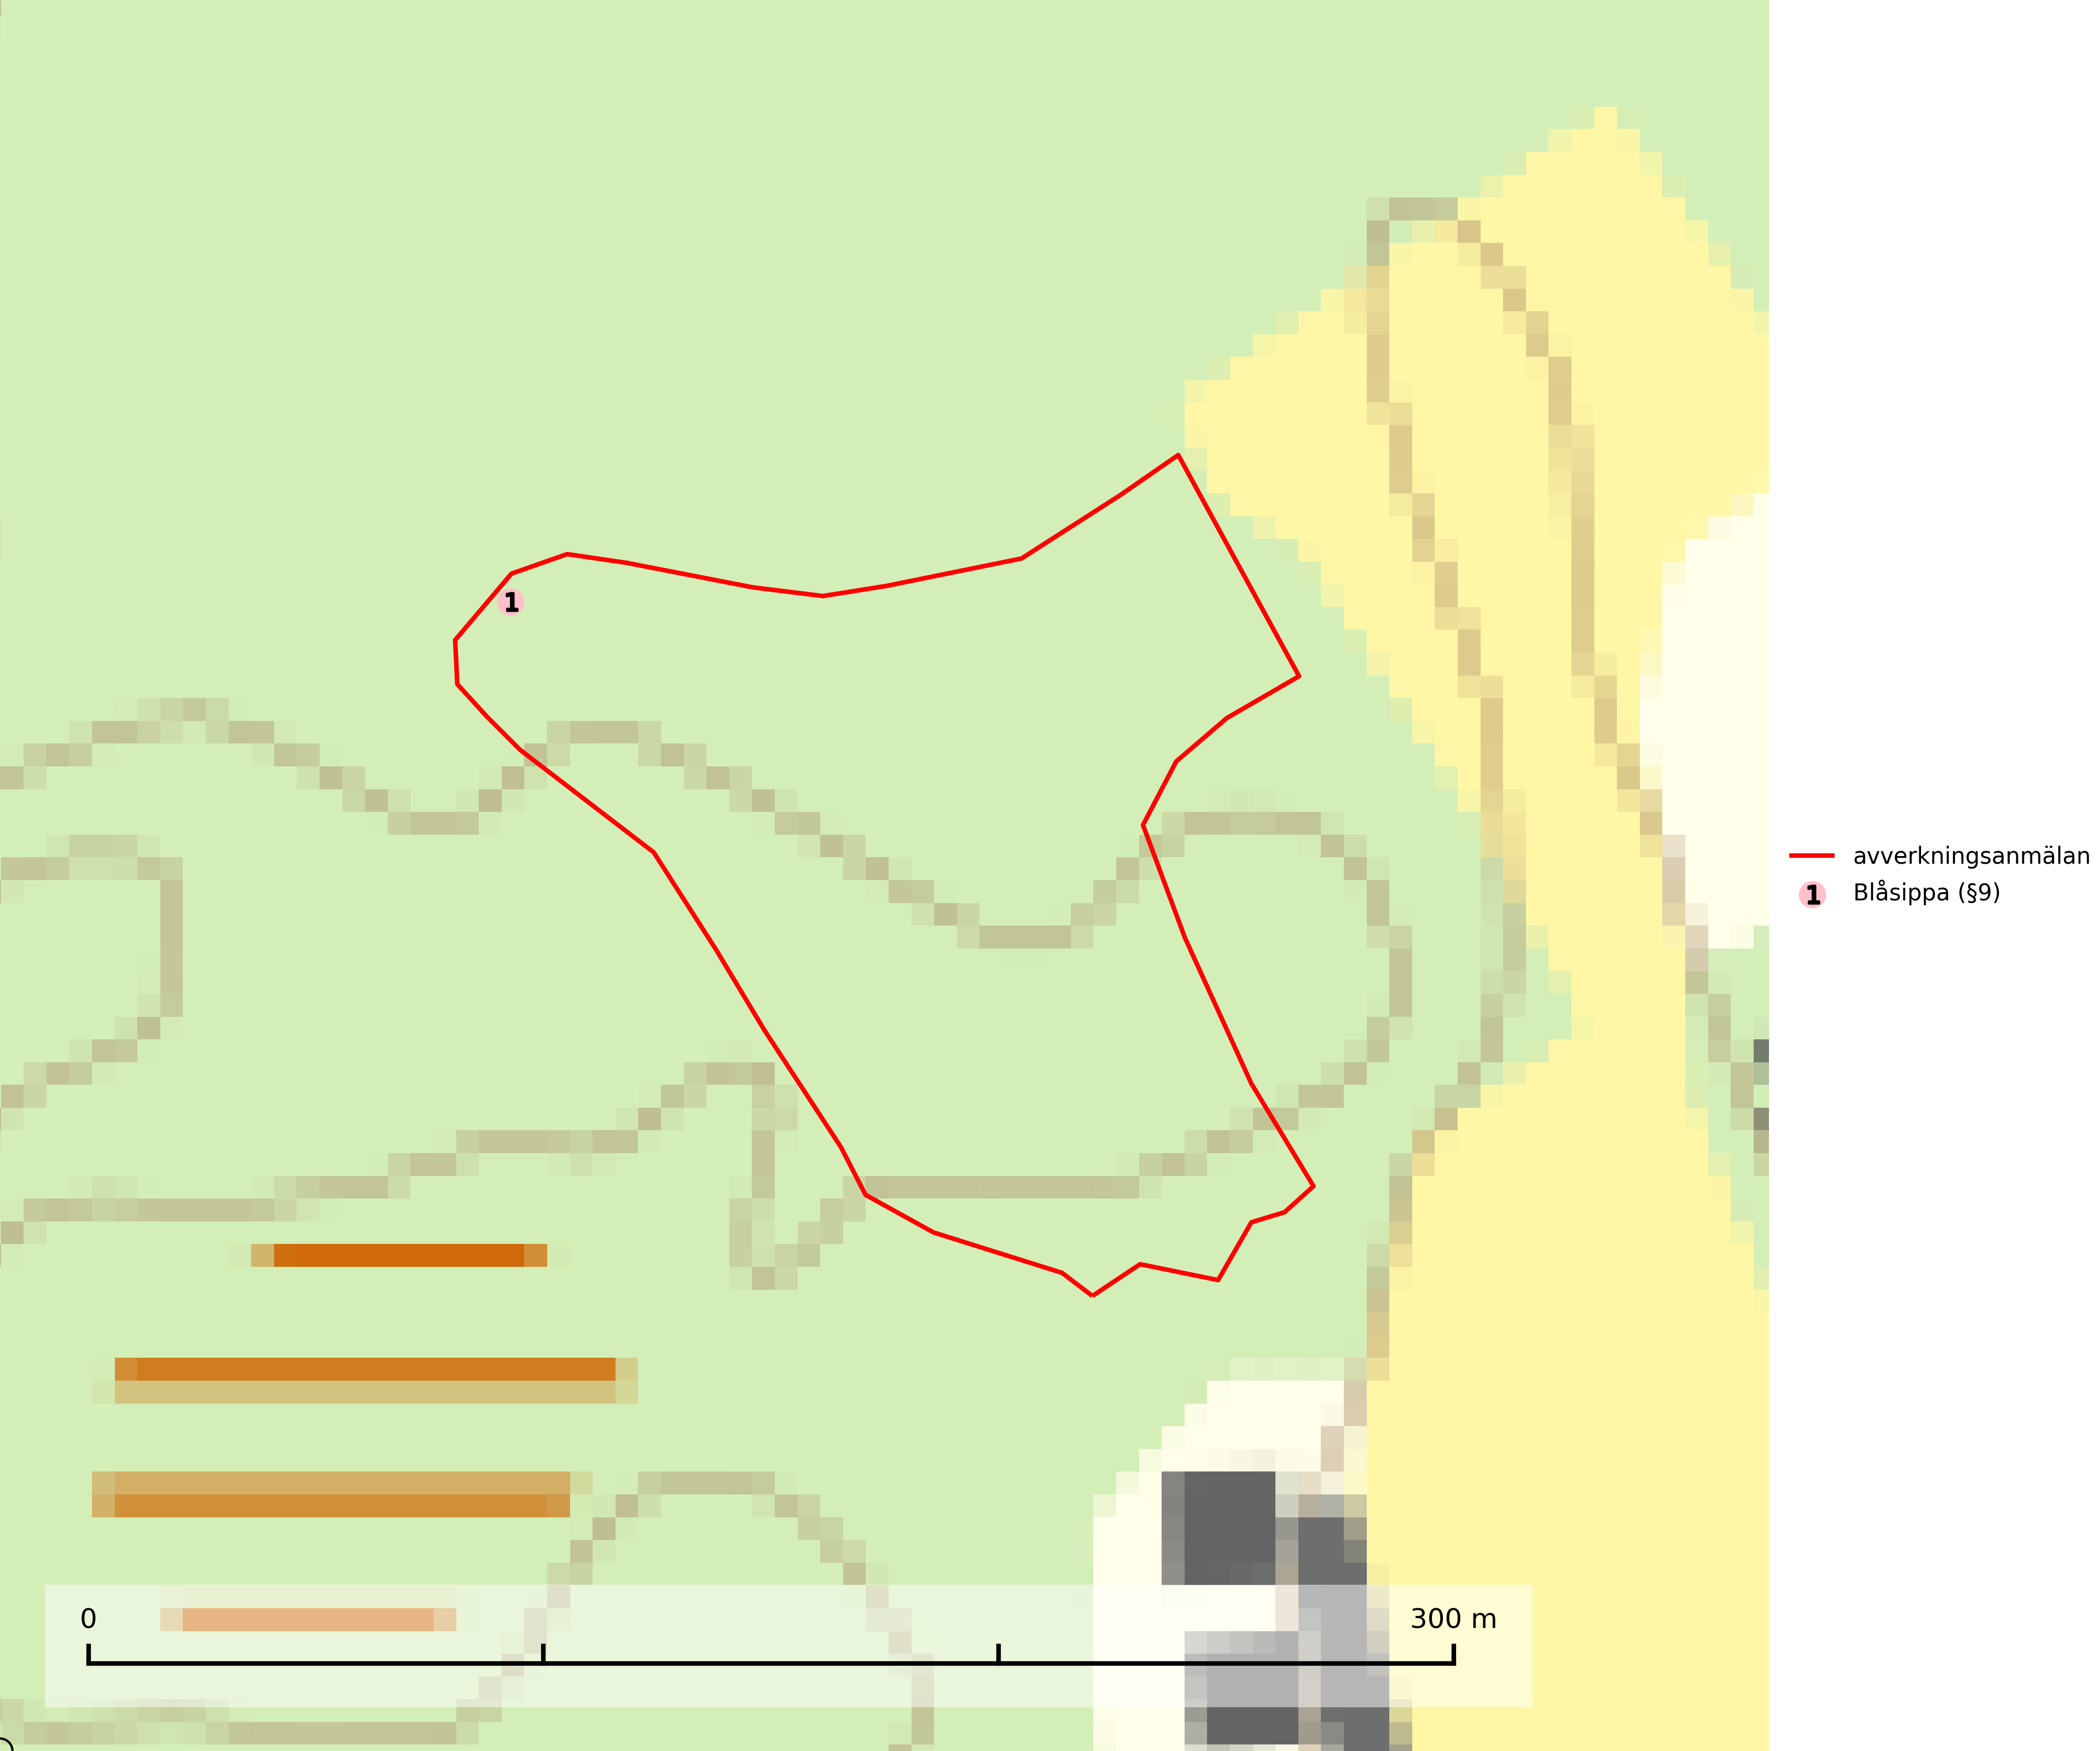 1
avverkningsanmälan
1 Blåsippa (§9)
0 300 m